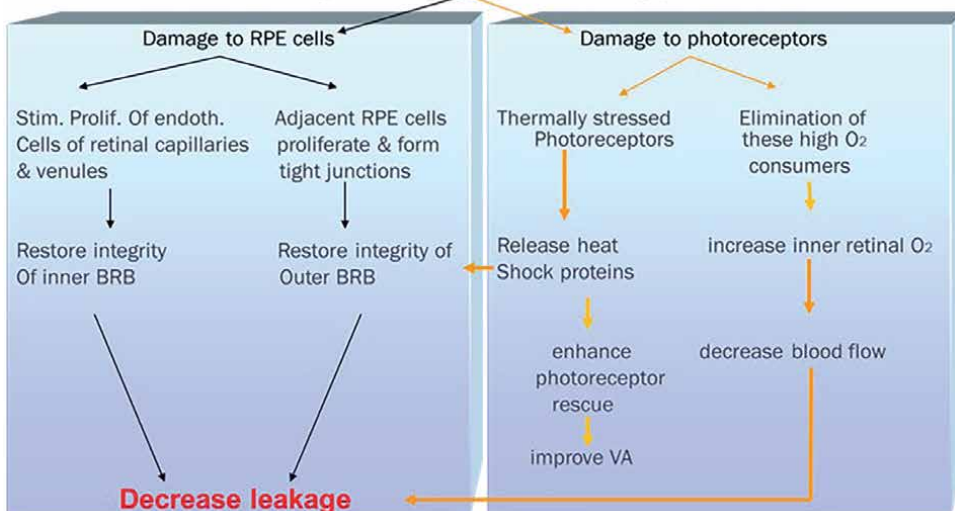 Damage to RPE cells
Stim. Prolif. Of endoth.
Cells of retinal capillaries
& venules
Adjacent RPE cells
proliferate & form
tight junctions
Restore integrity
Of inner BRB
Restore integrity of
Outer BRB
Damage to photoreceptors
Thermally stressed
Photoreceptors
Elimination of
these high O₂
consumers
Release heat
Shock proteins
increase inner retinal O₂
enhance
photoreceptor
rescue
decrease blood flow
improve VA
Decrease leakage